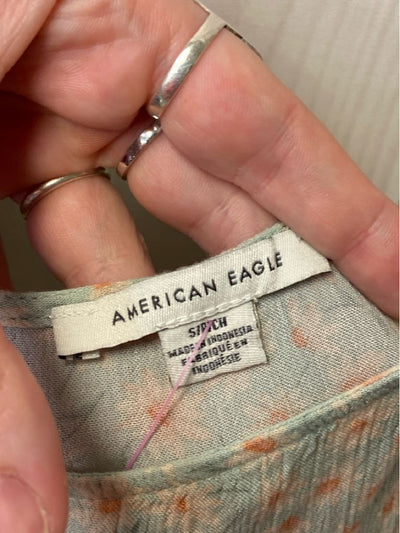 AMERICAN EAGLE
S/P/CH
MADE IN INDONESIA
FABRIQUÉ EN
INDONÉSIE